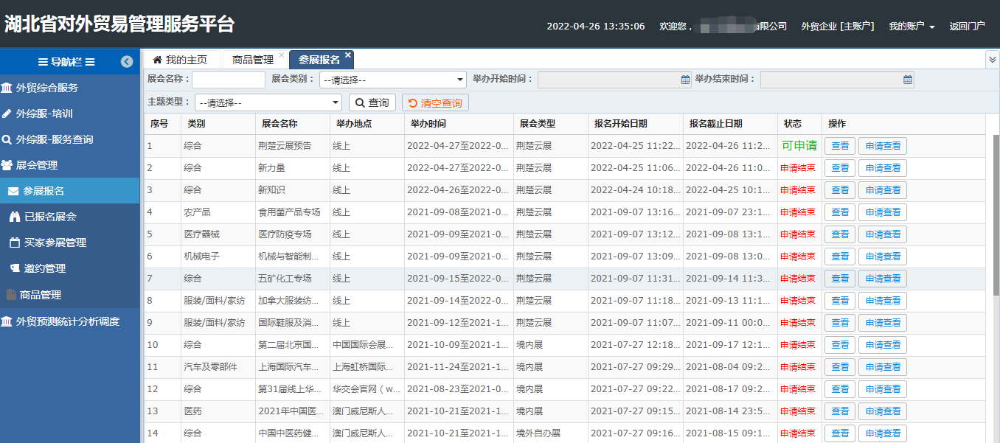 湖北省对外贸易管理服务平台
2022-04-26 13:35:06 欢迎您, 有限公司 外贸企业 [主账户] 我的账户 返回门户
导航栏
外贸综合服务
外综服-培训
外综服-服务查询
展会管理
参展报名
已报名展会
买家参展管理
邀约管理
商品管理
外贸预测统计分析调度
我的主页 商品管理 × 参展报名 ×
展会名称： 展会类别： --请选择-- 举办开始时间： 举办结束时间：
主题类型： --请选择-- 查询 清空查询
序号 类别 展会名称 举办地点 举办时间 展会类型 报名开始日期 报名截止日期 状态 操作
1 综合 荆楚云展预告 线上 2022-04-27至2022-0... 荆楚云展 2022-04-25 11:22... 2022-04-26 11:2... 可申请 查看 申请查看
2 综合 新力量 线上 2022-04-27至2022-0... 荆楚云展 2022-04-25 11:06... 2022-04-26 11:0... 申请结束 查看 申请查看
3 综合 新知识 线上 2022-04-26至2022-0... 荆楚云展 2022-04-24 10:18... 2022-04-25 10:1... 申请结束 查看 申请查看
4 农产品 食用菌产品专场 线上 2021-09-08至2021-0... 荆楚云展 2021-09-07 13:16... 2021-09-07 23:1... 申请结束 查看 申请查看
5 医疗器械 医疗防疫专场 线上 2021-09-09至2021-0... 荆楚云展 2021-09-07 13:12... 2021-09-08 13:1... 申请结束 查看 申请查看
6 机械电子 机械与智能制... 线上 2021-09-09至2021-0... 荆楚云展 2021-09-07 13:09... 2021-09-08 13:0... 申请结束 查看 申请查看
7 综合 五矿化工专场 线上 2021-09-15至2022-0... 荆楚云展 2021-09-07 11:31... 2021-09-14 11:3... 申请结束 查看 申请查看
8 服装/面料/家纺 加拿大服装纺... 线上 2021-09-14至2022-0... 荆楚云展 2021-09-07 11:18... 2021-09-13 11:1... 申请结束 查看 申请查看
9 服装/面料/家纺 国际鞋服及消... 线上 2021-09-12至2021-1... 荆楚云展 2021-09-07 11:07... 2021-09-11 00:0... 申请结束 查看 申请查看
10 综合 第二届北京国... 中国国际会展... 2021-10-09至2021-1... 境内展 2021-07-27 12:18... 2021-09-17 12:1... 申请结束 查看 申请查看
11 汽车及零部件 上海国际汽车... 上海虹桥国际... 2021-11-24至2021-1... 境内展 2021-07-27 09:29... 2021-08-04 09:2... 申请结束 查看 申请查看
12 综合 第31届线上华... 华交会官网（w... 2021-08-23至2021-0... 境内展 2021-07-27 09:22... 2021-08-17 09:2... 申请结束 查看 申请查看
13 医药 2021年中国医... 澳门威尼斯人... 2021-10-21至2021-1... 境内展 2021-07-27 09:15... 2021-08-14 23:5... 申请结束 查看 申请查看
14 综合 中国中医药健... 澳门威尼斯人... 2021-10-21至2021-1... 境外自办展 2021-07-27 09:16... 2021-08-15 09:1... 申请结束 查看 申请查看